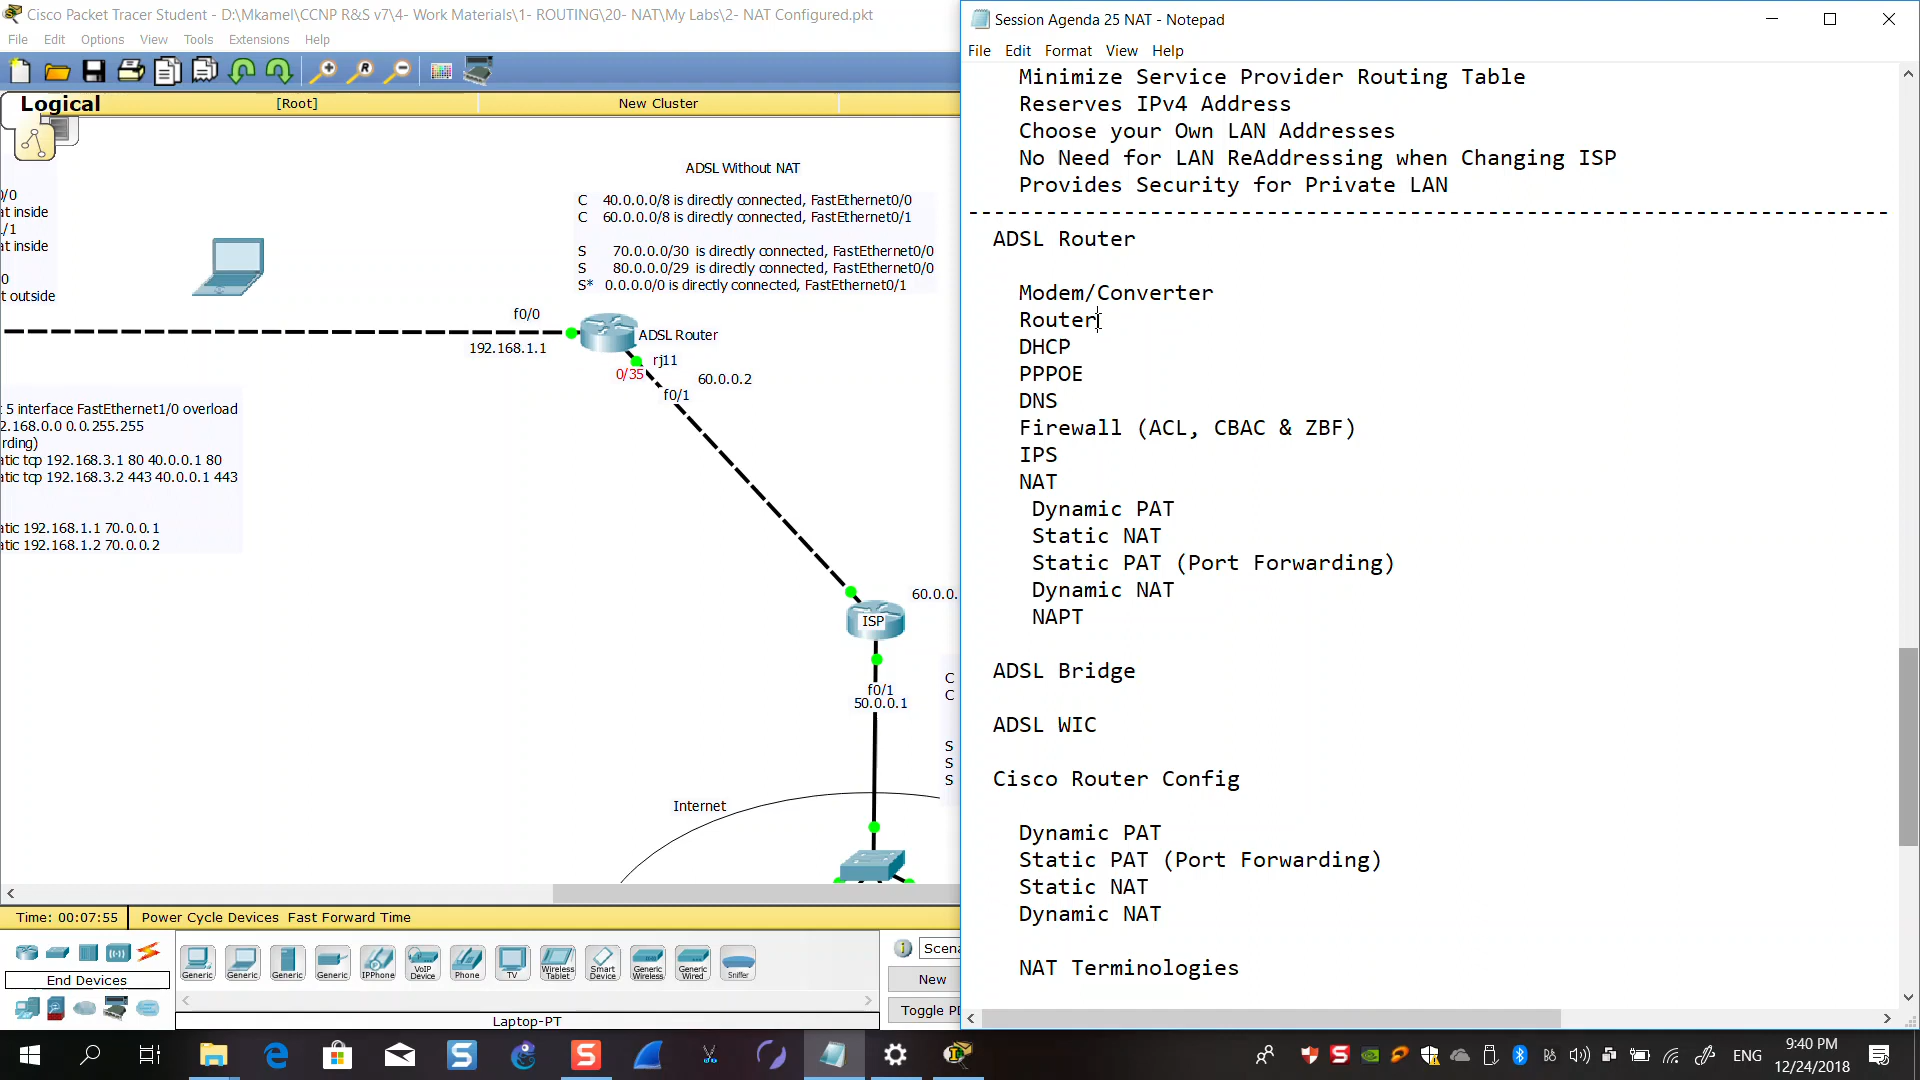 Cisco Packet Tracer Student - D:\Mkamel\CCNP R&S v7\4- Work Materials\1- ROUTING\20- NAT\My Labs\2- NAT Configured.pkt
File Edit Options View Tools Extensions Help
Logical
[Root]
New Cluster
/0
at inside
/1
at inside
0
t outside
ADSL Without NAT
C 40.0.0.0/8 is directly connected, FastEthernet0/0
C 60.0.0.0/8 is directly connected, FastEthernet0/1
S 70.0.0.0/30 is directly connected, FastEthernet0/0
S 80.0.0.0/29 is directly connected, FastEthernet0/0
S* 0.0.0.0/0 is directly connected, FastEthernet0/1
f0/0
192.168.1.1
ADSL Router
rj11
0/35
60.0.0.2
f0/1
5 interface FastEthernet1/0 overload
2.168.0.0 0.0.255.255
rding)
atic tcp 192.168.3.1 80 40.0.0.1 80
atic tcp 192.168.3.2 443 40.0.0.1 443
atic 192.168.1.1 70.0.0.1
atic 192.168.1.2 70.0.0.2
60.0.0.
ISP
f0/1
50.0.0.1
C
C
S
S
S
Internet
Time: 00:07:55
Power Cycle Devices Fast Forward Time
End Devices
Generic Generic Generic Generic IPPhone VoIP Device Phone TV Wireless Tablet Smart Device Generic Wireless Generic Wired Sniffer
Laptop-PT
Scena
New
Toggle PD
Session Agenda 25 NAT - Notepad
File Edit Format View Help
Minimize Service Provider Routing Table
Reserves IPv4 Address
Choose your Own LAN Addresses
No Need for LAN ReAddressing when Changing ISP
Provides Security for Private LAN
-----------------------------------------------------------------------
ADSL Router
Modem/Converter
Router
DHCP
PPPOE
DNS
Firewall (ACL, CBAC & ZBF)
IPS
NAT
Dynamic PAT
Static NAT
Static PAT (Port Forwarding)
Dynamic NAT
NAPT
ADSL Bridge
ADSL WIC
Cisco Router Config
Dynamic PAT
Static PAT (Port Forwarding)
Static NAT
Dynamic NAT
NAT Terminologies
ENG
9:40 PM
12/24/2018